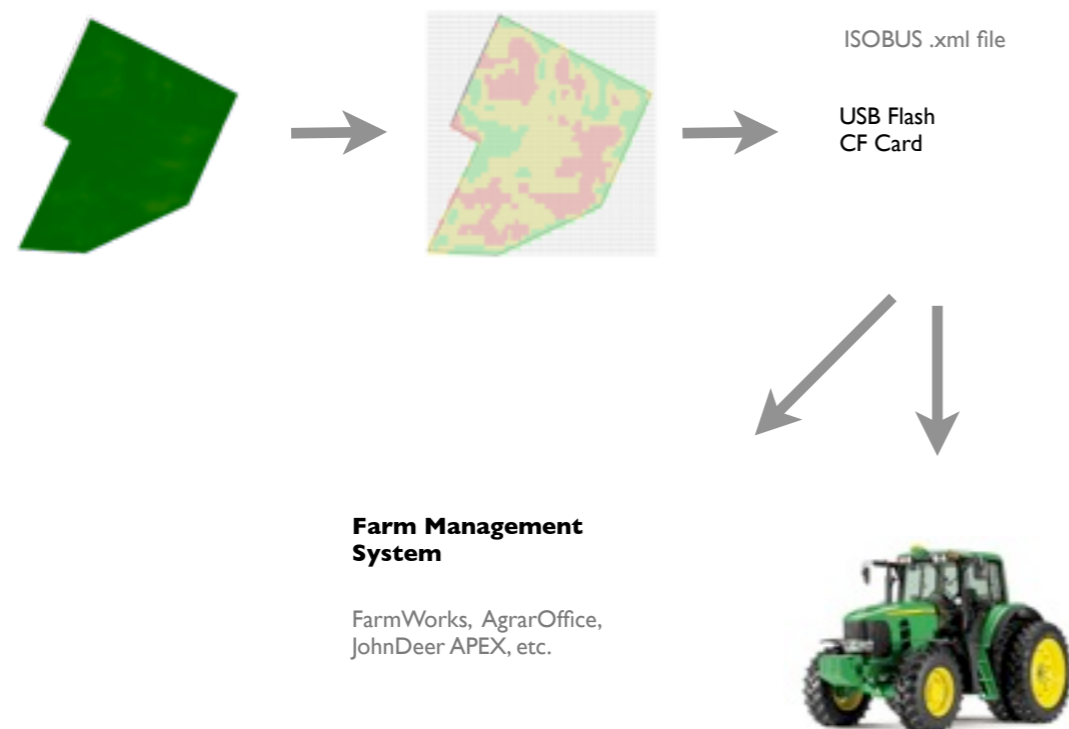 ISOBUS .xml file
USB Flash
CF Card
Farm Management
System
FarmWorks, AgrarOffice,
JohnDeer APEX, etc.